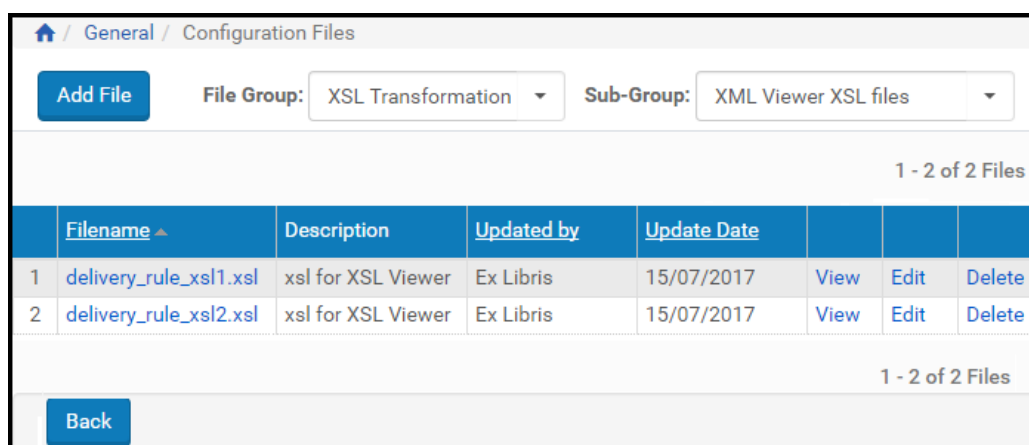 / General / Configuration Files
Add File File Group: XSL Transformation Sub-Group: XML Viewer XSL files
1 - 2 of 2 Files
Filename Description Updated by Update Date
1 delivery_rule_xsl1.xsl xsl for XSL Viewer Ex Libris 15/07/2017 View Edit Delete
2 delivery_rule_xsl2.xsl xsl for XSL Viewer Ex Libris 15/07/2017 View Edit Delete
1 - 2 of 2 Files
Back